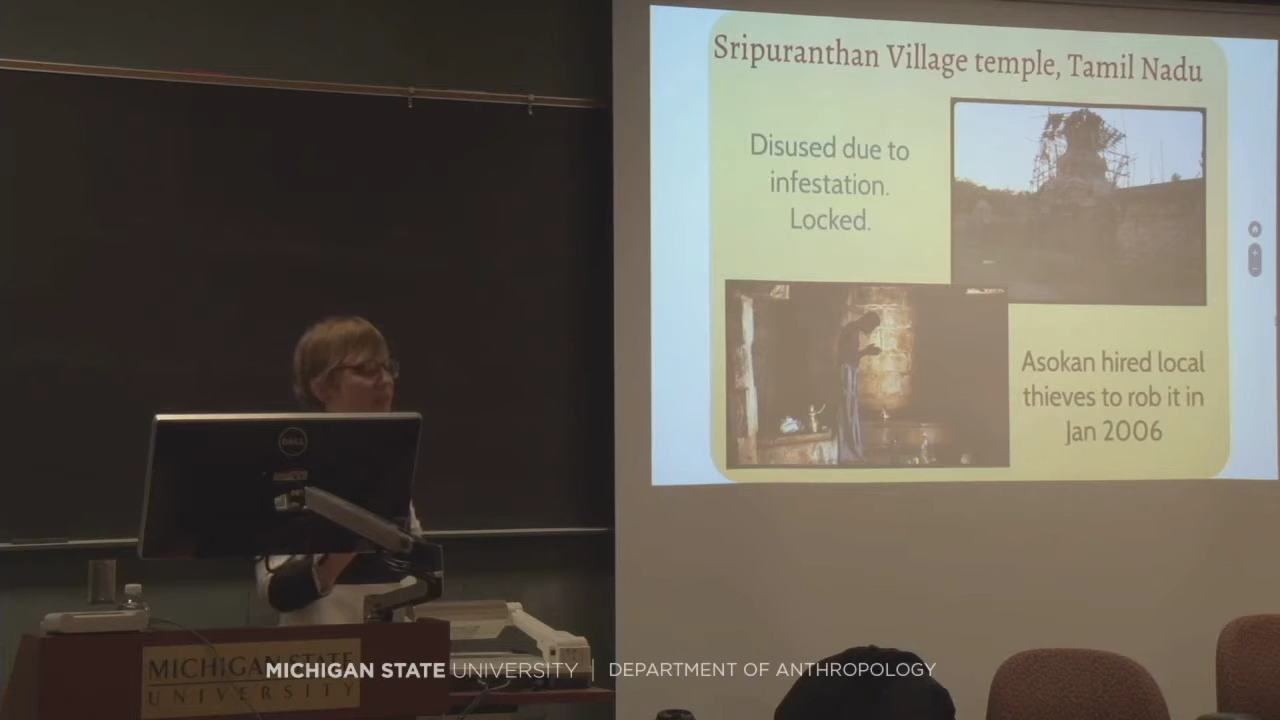 Sripuranthan Village temple, Tamil Nadu
Disused due to
infestation.
Locked.
Asokan hired local
thieves to rob it in
Jan 2006
DELL
MICHIGAN STATE
UNIVERSITY
MICHIGAN STATE UNIVERSITY | DEPARTMENT OF ANTHROPOLOGY